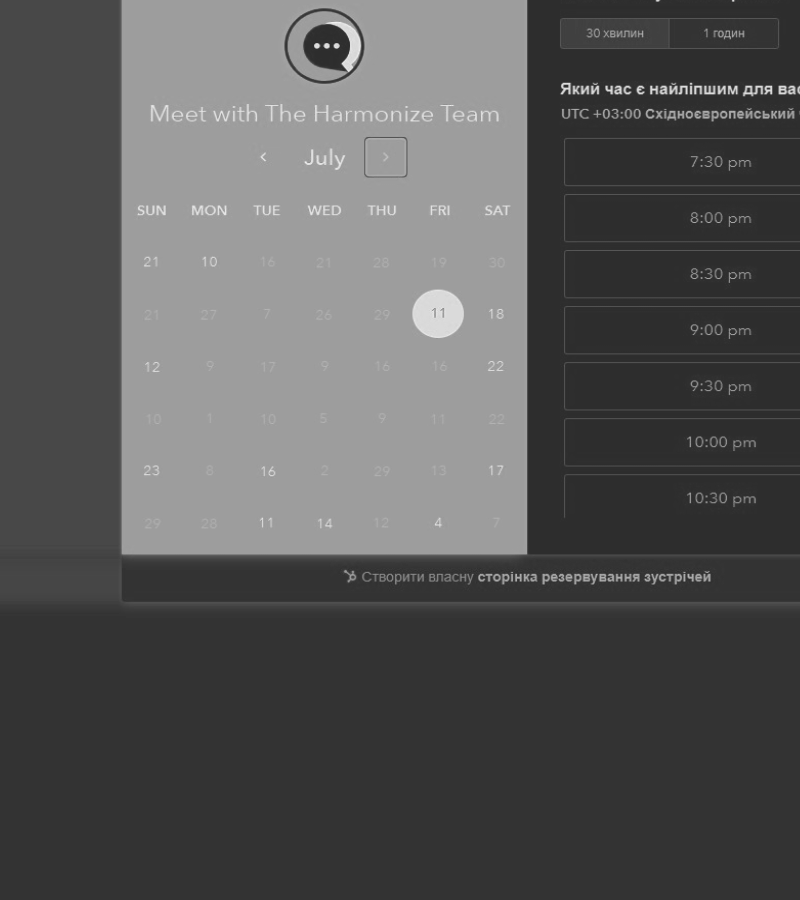 30 хвилин 1 годин
Який час є найліпшим для вас
UTC +03:00 Східноєвропейський
Meet with The Harmonize Team
July
SUN MON TUE WED THU FRI SAT
21 10 16 21 28 19 30
21 27 7 26 29 11 18
12 9 17 9 16 16 22
10 1 10 5 9 11 22
23 8 16 2 29 13 17
29 28 11 14 12 4 7
7:30 pm
8:00 pm
8:30 pm
9:00 pm
9:30 pm
10:00 pm
10:30 pm
Створити власну сторінка резервування зустрічей